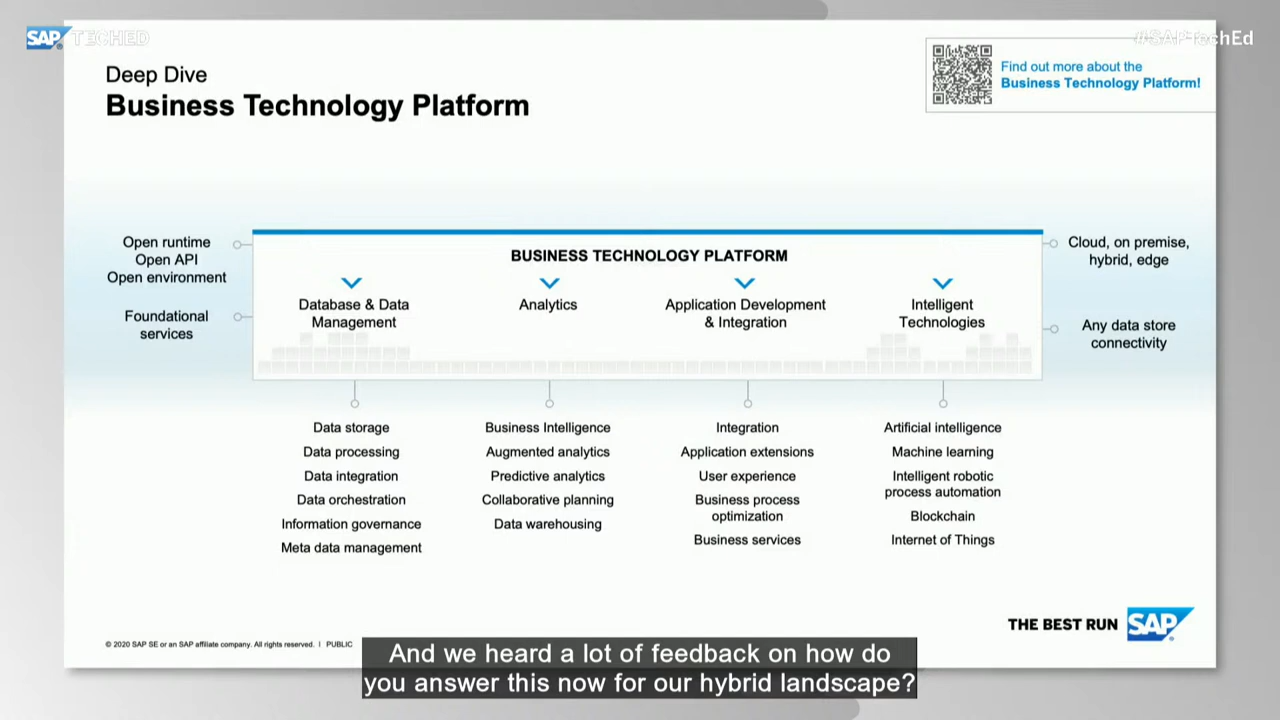 SAP TECHED
#SAPTechEd
Deep Dive
Business Technology Platform
Find out more about the
Business Technology Platform!
Open runtime
Open API
Open environment
Foundational
services
BUSINESS TECHNOLOGY PLATFORM
Database & Data
Management
Analytics
Application Development
& Integration
Intelligent
Technologies
Cloud, on premise,
hybrid, edge
Any data store
connectivity
Data storage
Data processing
Data integration
Data orchestration
Information governance
Meta data management
Business Intelligence
Augmented analytics
Predictive analytics
Collaborative planning
Data warehousing
Integration
Application extensions
User experience
Business process
optimization
Business services
Artificial intelligence
Machine learning
Intelligent robotic
process automation
Blockchain
Internet of Things
THE BEST RUN SAP
© 2020 SAP SE or an SAP affiliate company. All rights reserved. | PUBLIC
And we heard a lot of feedback on how do
you answer this now for our hybrid landscape?